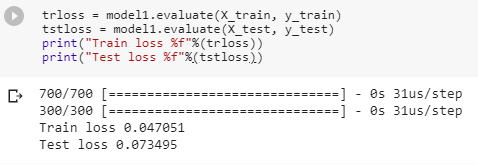 trloss = model1.evaluate(X_train, y_train)
tstloss = model1.evaluate(X_test, y_test)
print("Train loss %f"%(trloss))
print("Test loss %f"%(tstloss))
700/700 [==============================] - 0s 31us/step
300/300 [==============================] - 0s 31us/step
Train loss 0.047051
Test loss 0.073495